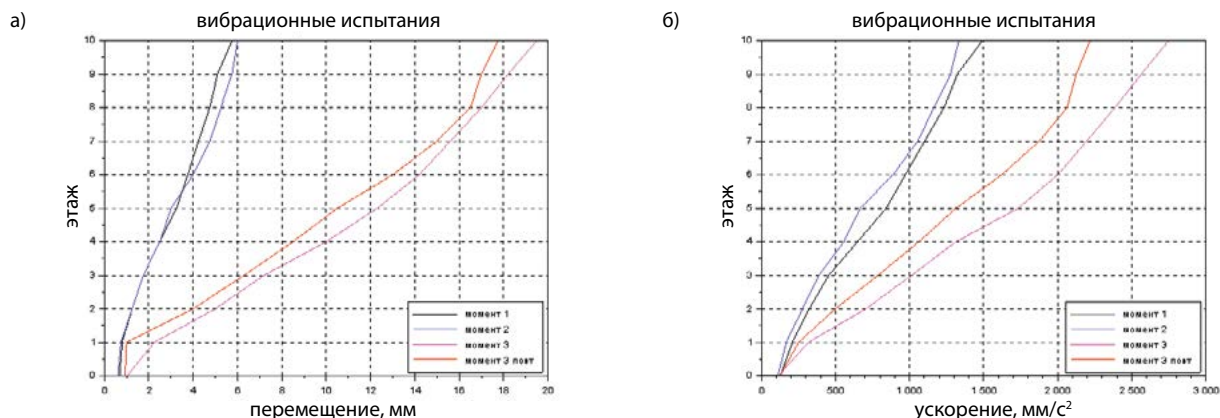 а)
вибрационные испытания
этаж
10
9
8
7
6
5
4
3
2
1
0
момент 1
момент 2
момент 3
момент 3 повт
0 2 4 6 8 10 12 14 16 18 20
перемещение, мм
б)
вибрационные испытания
этаж
10
9
8
7
6
5
4
3
2
1
0
момент 1
момент 2
момент 3
момент 3 повт
0 500 1 000 1 500 2 000 2 500 3 000
ускорение, мм/с²